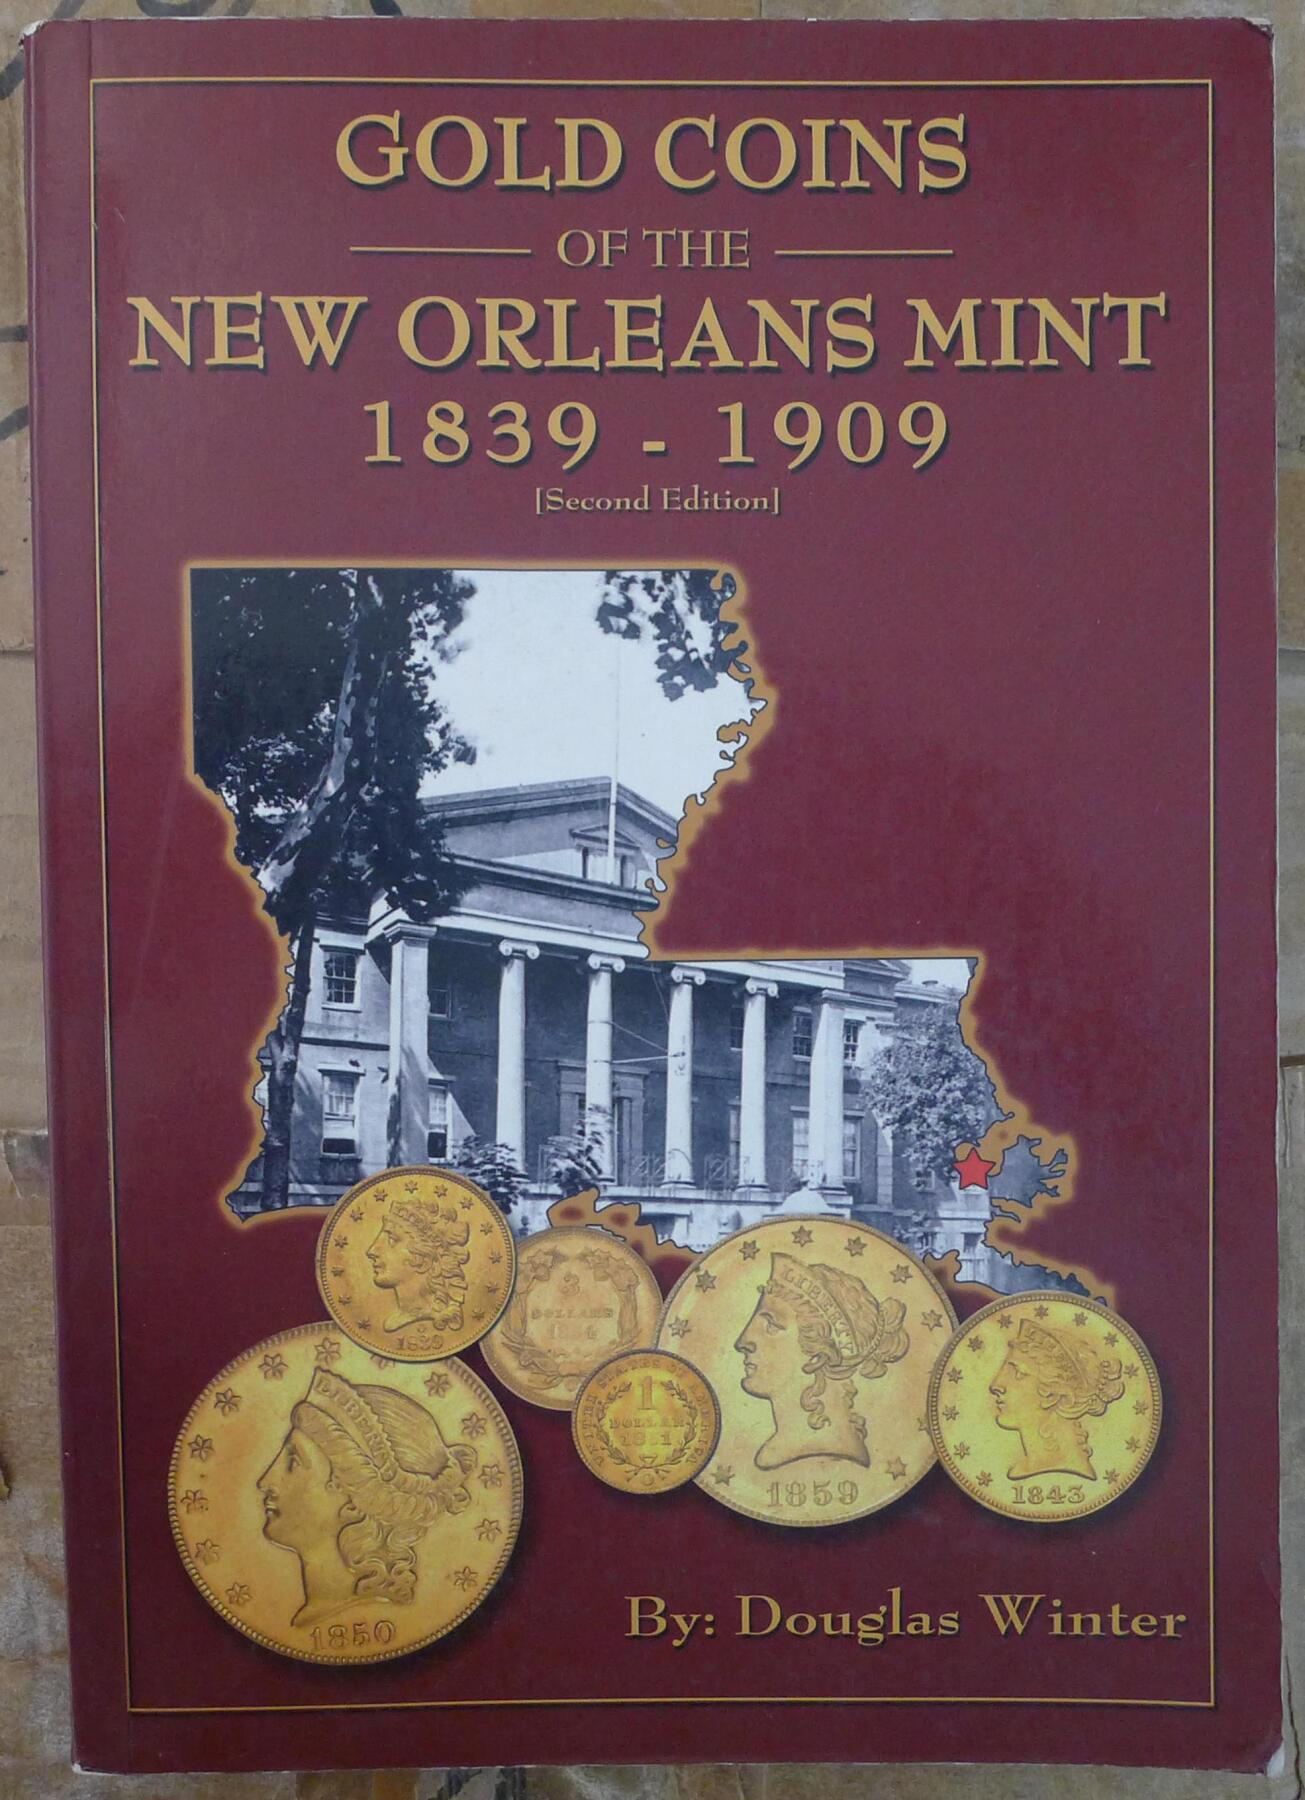 GOLD COINS
OF THE
NEW ORLEANS MINT
1839 - 1909
[Second Edition]
1839
3
DOLLARS
1854
LIBERTY
1850
UNITED STATES OF AMERICA
1
DOLLAR
1851
O
LIBERTY
1859
LIBERTY
1843
By: Douglas Winter